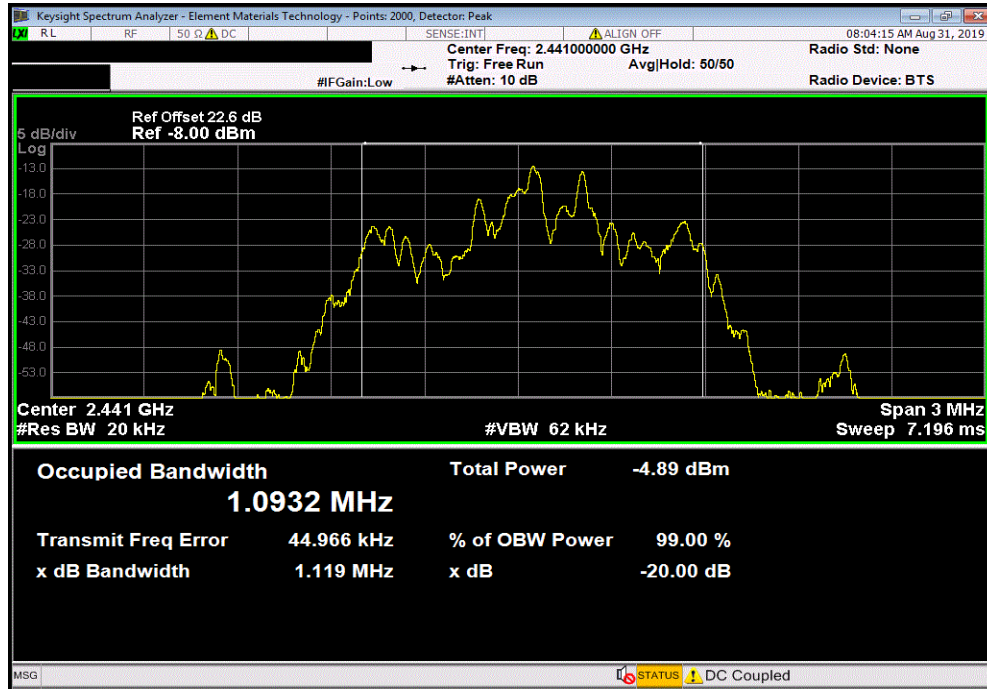 Keysight Spectrum Analyzer - Element Materials Technology - Points: 2000, Detector: Peak
LXI RL RF 50 Ω DC SENSE:INT ALIGN OFF 08:04:15 AM Aug 31, 2019
Center Freq: 2.441000000 GHz Radio Std: None
Trig: Free Run Avg|Hold: 50/50
#IFGain:Low #Atten: 10 dB Radio Device: BTS
Ref Offset 22.6 dB
5 dB/div Ref -8.00 dBm
Log
-13.0
-18.0
-23.0
-28.0
-33.0
-38.0
-43.0
-48.0
-53.0
Center 2.441 GHz Span 3 MHz
#Res BW 20 kHz #VBW 62 kHz Sweep 7.196 ms
Occupied Bandwidth Total Power -4.89 dBm
1.0932 MHz
Transmit Freq Error 44.966 kHz % of OBW Power 99.00 %
x dB Bandwidth 1.119 MHz x dB -20.00 dB
MSG STATUS DC Coupled